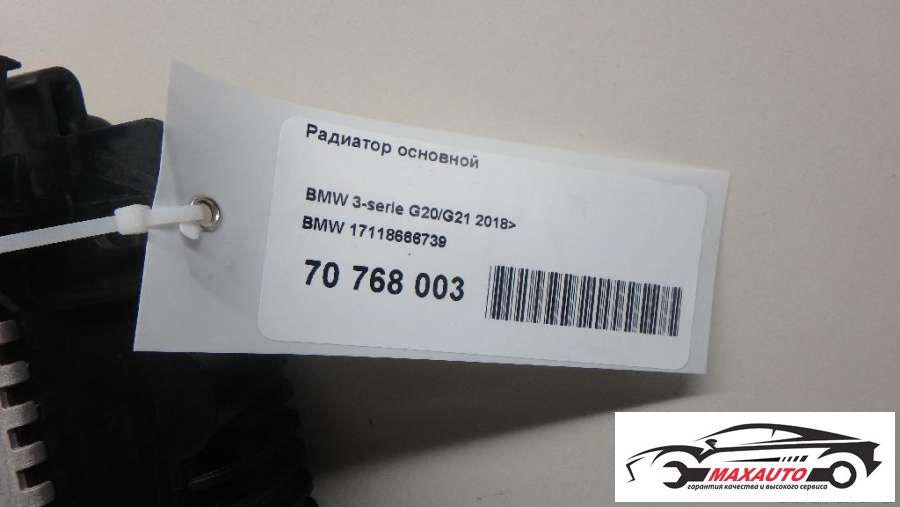 Радиатор основной
BMW 3-serie G20/G21 2018>
BMW 17118666739
70 768 003
MAXAUTO
гарантия качества и высокого сервиса